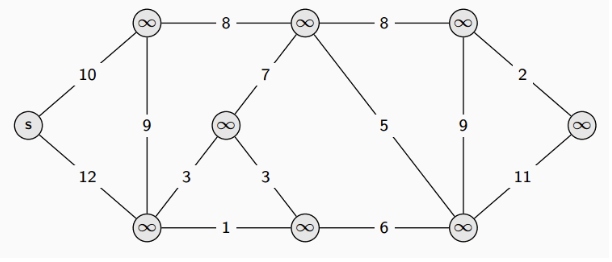 ∞ 8 ∞ 8 ∞
10 7 2
s 9 ∞ 5 9 ∞
12 3 3 11
∞ 1 ∞ 6 ∞